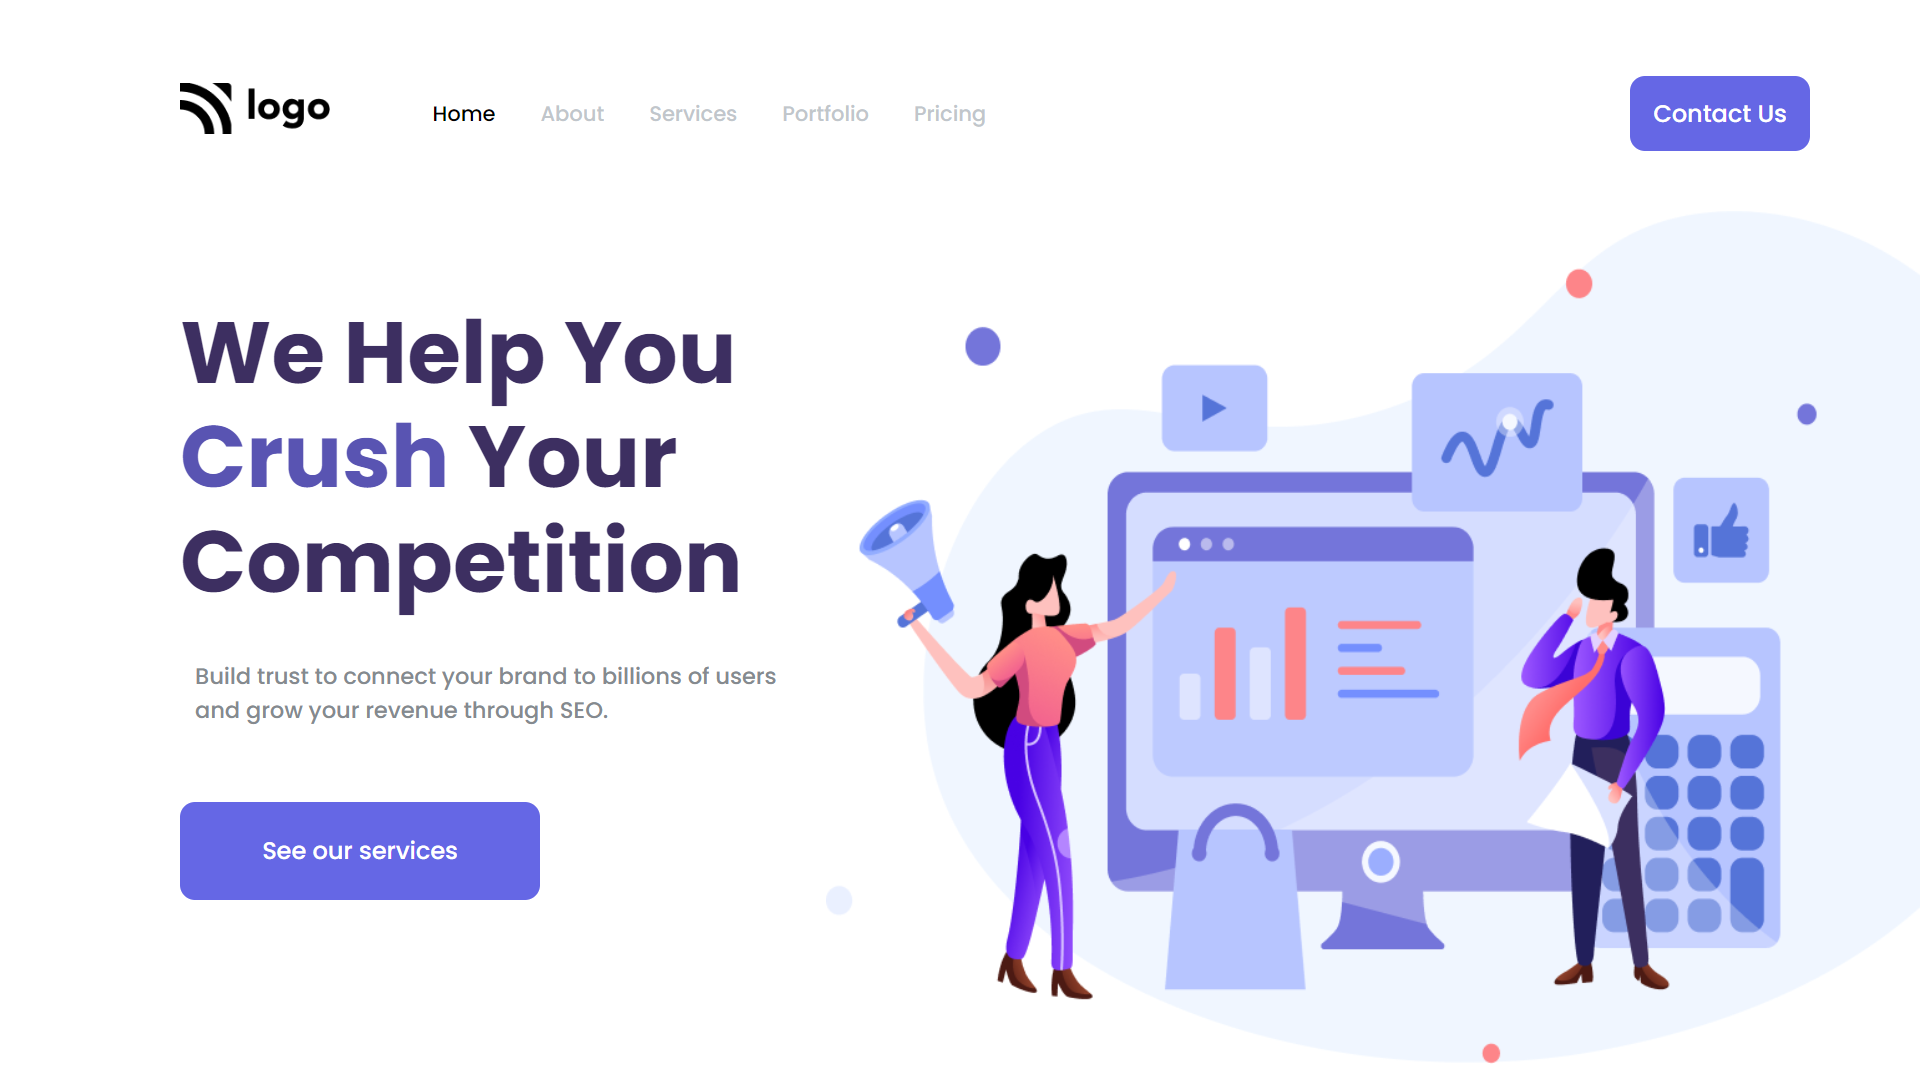 logo
Home About Services Portfolio Pricing
Contact Us
We Help You
Crush Your
Competition
Build trust to connect your brand to billions of users
and grow your revenue through SEO.
See our services